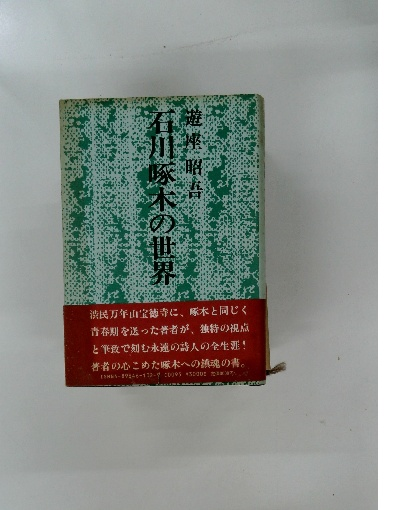 遊座 昭吾
石川啄木の世界
渋民万年山宝徳寺に、啄木と同じく
青春期を送った著者が、独特の視点
と筆致で刻む永遠の詩人の全生涯!
著者の心こめた啄木への鎮魂の書。